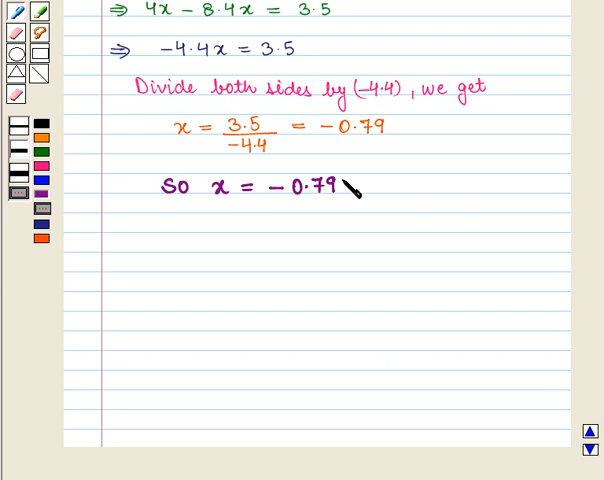 ⇒ 4x − 8·4x = 3·5
⇒ −4·4x = 3·5
Divide both sides by (−4·4), we get
x = 3·5 / −4·4 = −0·79
So x = −0·79